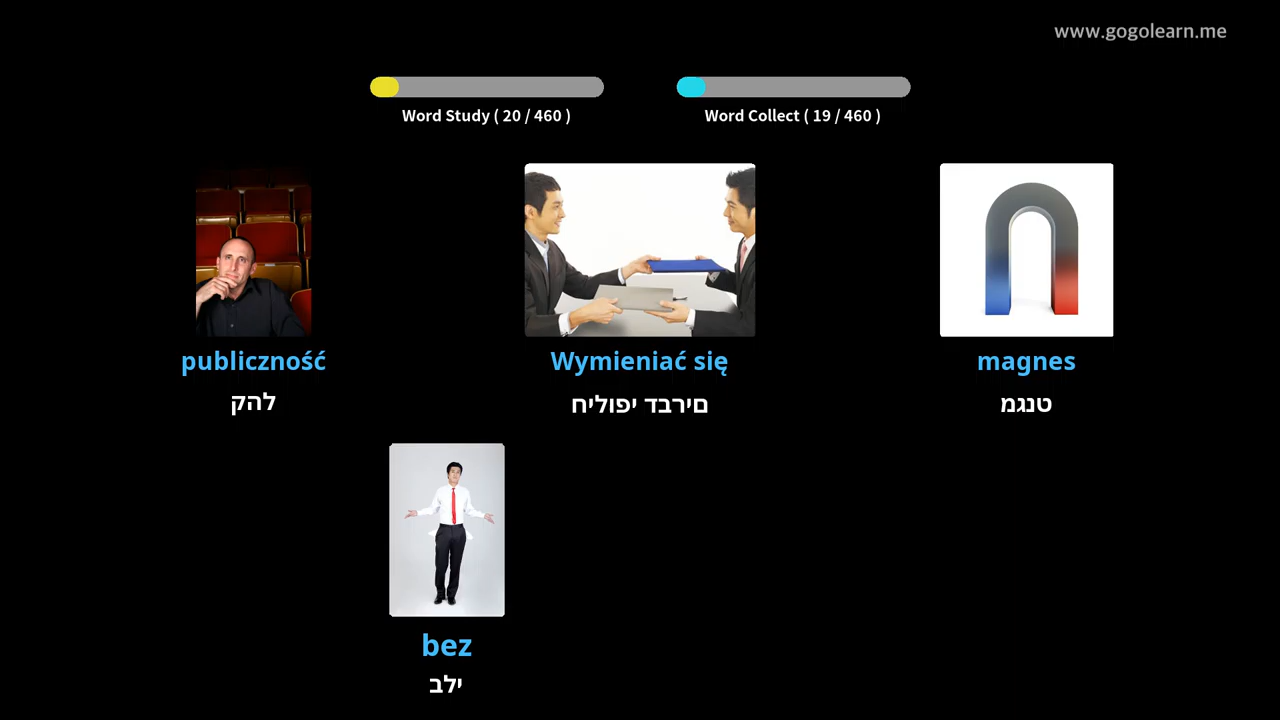 www.gogolearn.me
Word Study ( 20 / 460 )
Word Collect ( 19 / 460 )
publiczność
Wymieniać się
magnes
להק
םירבד יפוליח
טנגמ
bez
ילב